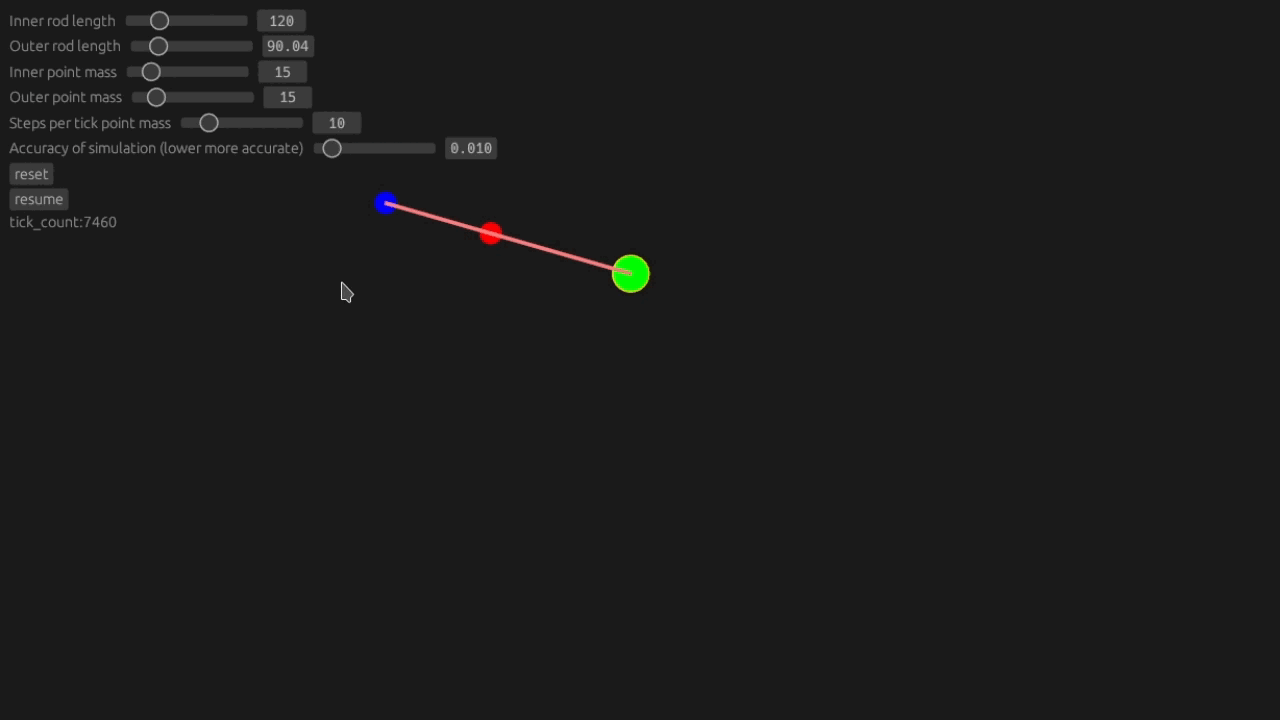 Inner rod length 120
Outer rod length 90.04
Inner point mass 15
Outer point mass 15
Steps per tick point mass 10
Accuracy of simulation (lower more accurate) 0.010
reset
resume
tick_count:7460